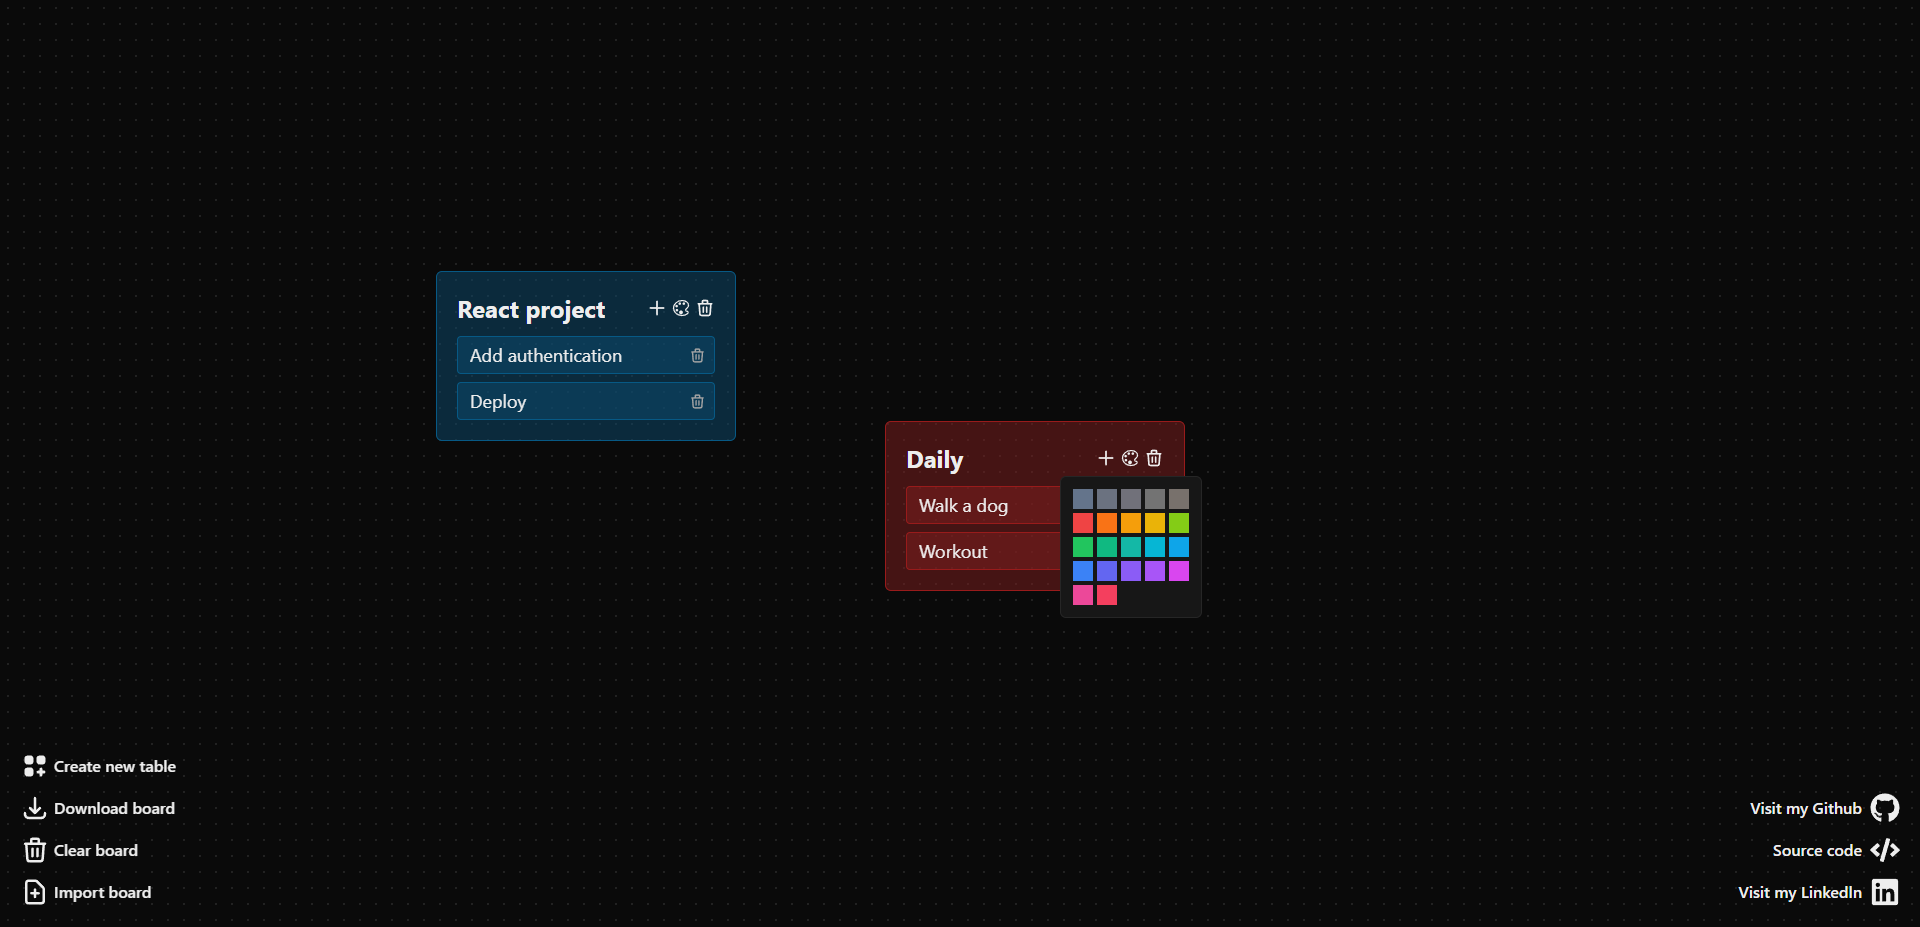 React project
Add authentication
Deploy
Daily
Walk a dog
Workout
Create new table
Download board
Clear board
Import board
Visit my Github
Source code
Visit my LinkedIn